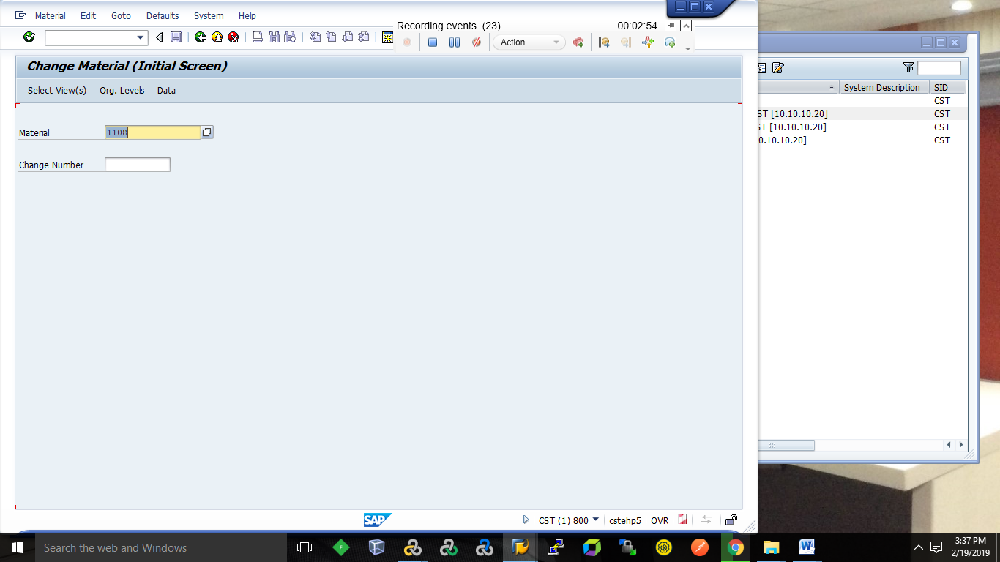 Material Edit Goto Defaults System Help
Recording events (23) 00:02:54
Action
Change Material (Initial Screen)
Select View(s) Org. Levels Data
Material 1108
Change Number
System Description SID
CST
ST [10.10.10.20] CST
ST [10.10.10.20] CST
0.10.10.20] CST
SAP
CST (1) 800 cstehp5 OVR
Search the web and Windows
3:37 PM
2/19/2019